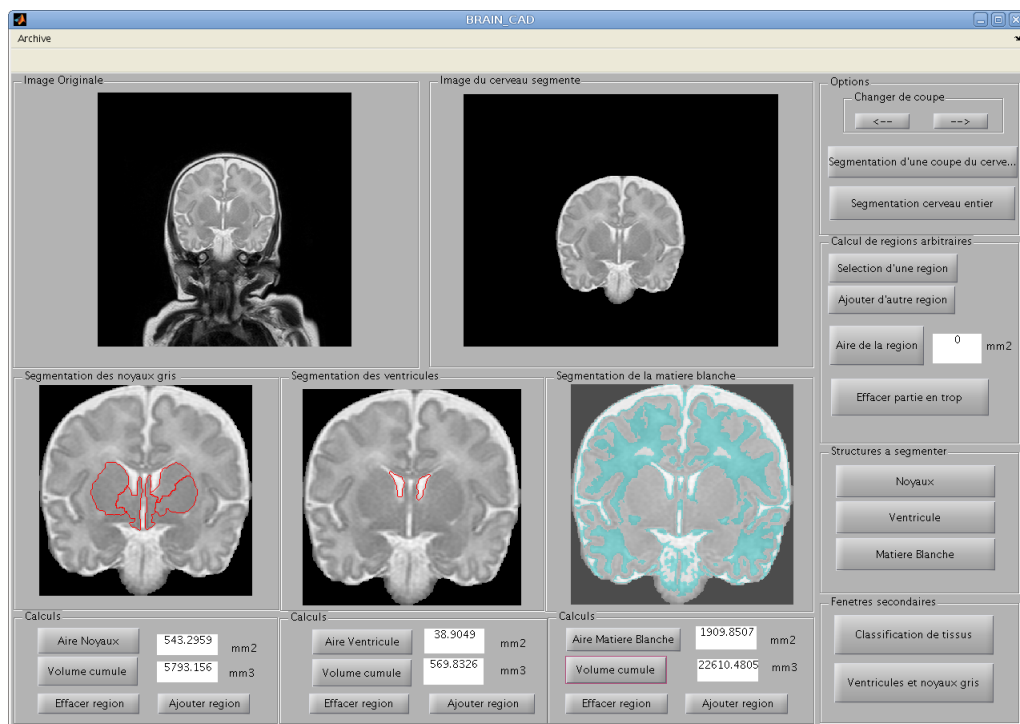 BRAIN_CAD
Archive
Image Originale
Image du cerveau segmente
Options
Changer de coupe
<--
-->
Segmentation d'une coupe du cerve...
Segmentation cerveau entier
Calcul de regions arbitraires
Selection d'une region
Ajouter d'autre region
Aire de la region
0
mm2
Effacer partie en trop
Segmentation des noyaux gris
Segmentation des ventricules
Segmentation de la matiere blanche
Structures a segmenter
Noyaux
Ventricule
Matiere Blanche
Calculs
Aire Noyaux
543.2959
mm2
Volume cumule
5793.156
mm3
Effacer region
Ajouter region
Calculs
Aire Ventricule
38.9049
mm2
Volume cumule
569.8326
mm3
Effacer region
Ajouter region
Calculs
Aire Matiere Blanche
1909.8507
mm2
Volume cumule
22610.4805
mm3
Effacer region
Ajouter region
Fenetres secondaires
Classification de tissus
Ventricules et noyaux gris